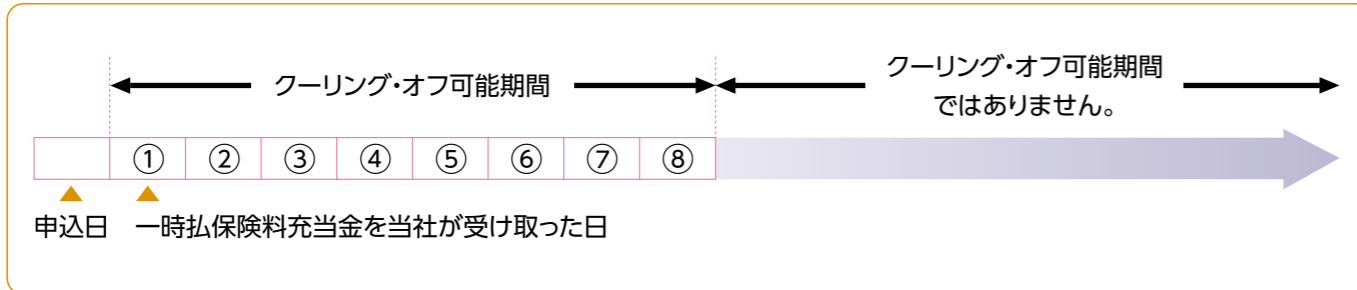 クーリング・オフ可能期間
クーリング・オフ可能期間
ではありません。
① ② ③ ④ ⑤ ⑥ ⑦ ⑧
申込日 一時払保険料充当金を当社が受け取った日